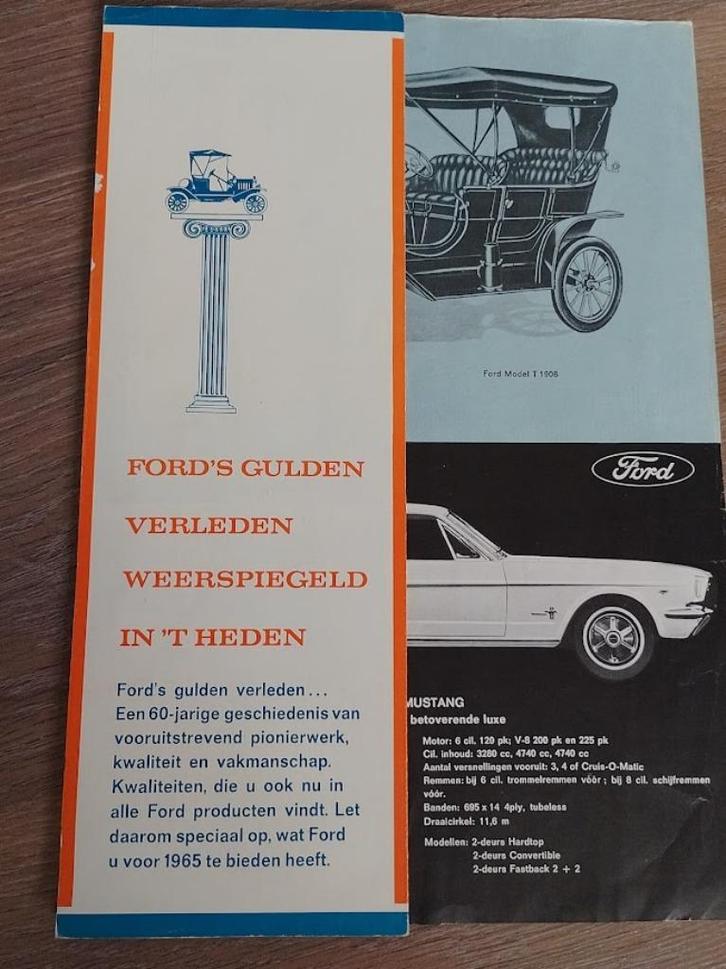 FORD'S GULDEN
VERLEDEN
WEERSPIEGELD
IN 'T HEDEN
Ford's gulden verleden...
Een 60-jarige geschiedenis van
vooruitstrevend pionierwerk,
kwaliteit en vakmanschap.
Kwaliteiten, die u ook nu in
alle Ford producten vindt. Let
daarom speciaal op, wat Ford
u voor 1965 te bieden heeft.
Ford Model T 1908
Ford
MUSTANG
betoverende luxe
Motor: 6 cil. 120 pk; V-8 200 pk en 225 pk
Cil. inhoud: 3280 cc, 4740 cc, 4740 cc
Aantal versnellingen vooruit: 3, 4 of Cruis-O-Matic
Remmen: bij 6 cil. trommelremmen vóór; bij 8 cil. schijfremmen
vóór.
Banden: 695 x 14 4ply, tubeless
Draaicirkel: 11,6 m
Modellen: 2-deurs Hardtop
2-deurs Convertible
2-deurs Fastback 2 + 2